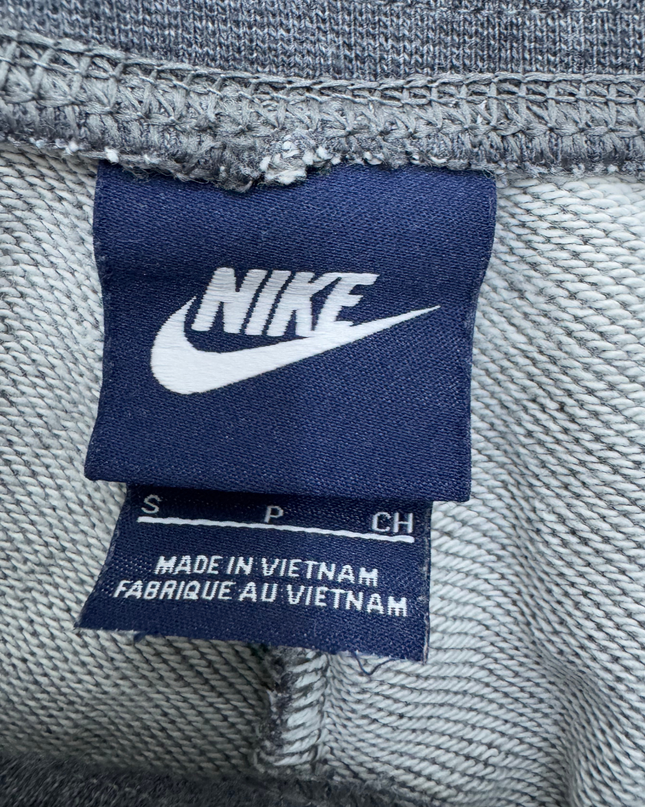 NIKE
S P CH
MADE IN VIETNAM
FABRIQUE AU VIETNAM